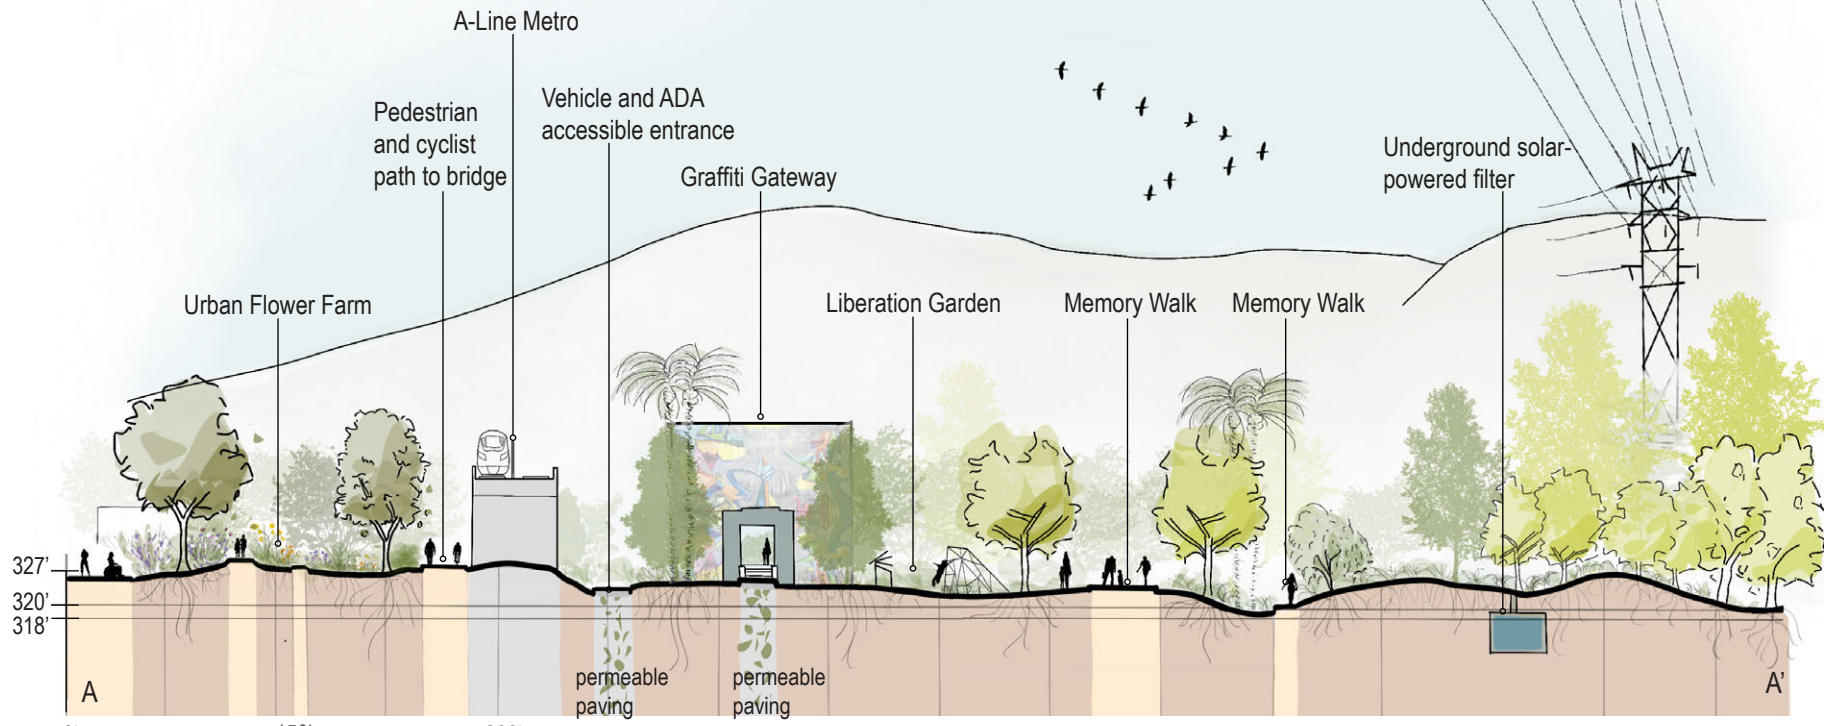 A-Line Metro
Pedestrian
and cyclist
path to bridge
Vehicle and ADA
accessible entrance
Graffiti Gateway
Underground solar-
powered filter
Urban Flower Farm
Liberation Garden
Memory Walk
Memory Walk
327'
320'
318'
A
permeable
paving
permeable
paving
A'